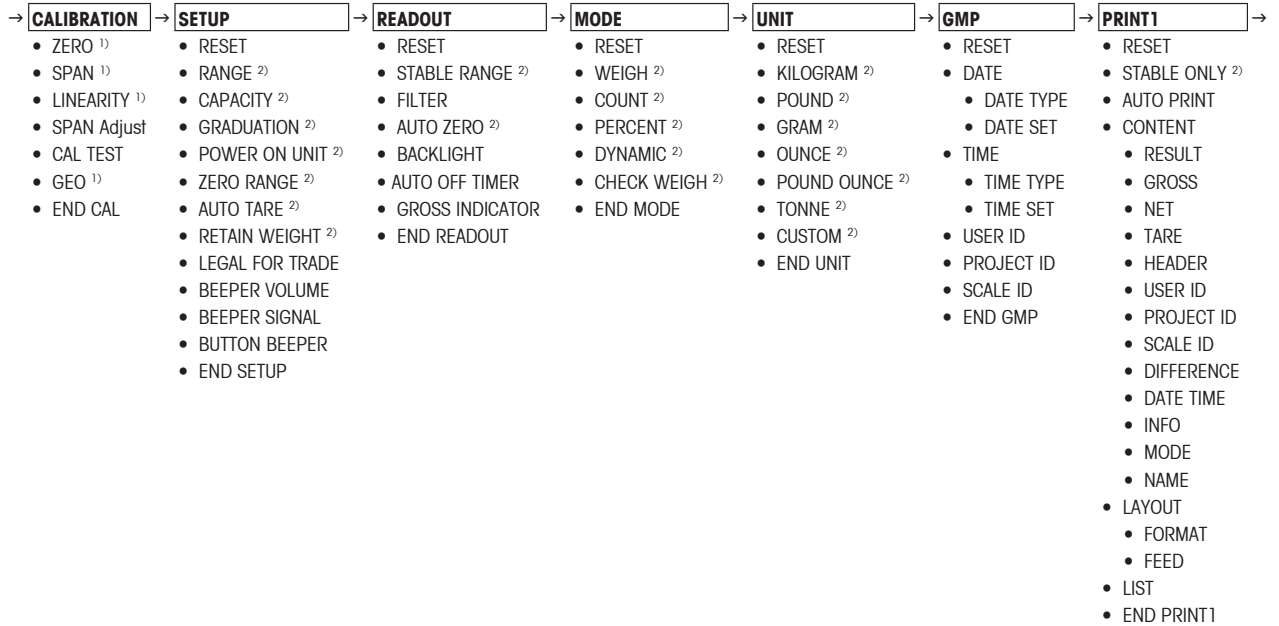 → CALIBRATION
• ZERO 1)
• SPAN 1)
• LINEARITY 1)
• SPAN Adjust
• CAL TEST
• GEO 1)
• END CAL
→ SETUP
• RESET
• RANGE 2)
• CAPACITY 2)
• GRADUATION 2)
• POWER ON UNIT 2)
• ZERO RANGE 2)
• AUTO TARE 2)
• RETAIN WEIGHT 2)
• LEGAL FOR TRADE
• BEEPER VOLUME
• BEEPER SIGNAL
• BUTTON BEEPER
• END SETUP
→ READOUT
• RESET
• STABLE RANGE 2)
• FILTER
• AUTO ZERO 2)
• BACKLIGHT
• AUTO OFF TIMER
• GROSS INDICATOR
• END READOUT
→ MODE
• RESET
• WEIGH 2)
• COUNT 2)
• PERCENT 2)
• DYNAMIC 2)
• CHECK WEIGH 2)
• END MODE
→ UNIT
• RESET
• KILOGRAM 2)
• POUND 2)
• GRAM 2)
• OUNCE 2)
• POUND OUNCE 2)
• TONNE 2)
• CUSTOM 2)
• END UNIT
→ GMP
• RESET
• DATE
• DATE TYPE
• DATE SET
• TIME
• TIME TYPE
• TIME SET
• USER ID
• PROJECT ID
• SCALE ID
• END GMP
→ PRINT1 →
• RESET
• STABLE ONLY 2)
• AUTO PRINT
• CONTENT
• RESULT
• GROSS
• NET
• TARE
• HEADER
• USER ID
• PROJECT ID
• SCALE ID
• DIFFERENCE
• DATE TIME
• INFO
• MODE
• NAME
• LAYOUT
• FORMAT
• FEED
• LIST
• END PRINT1